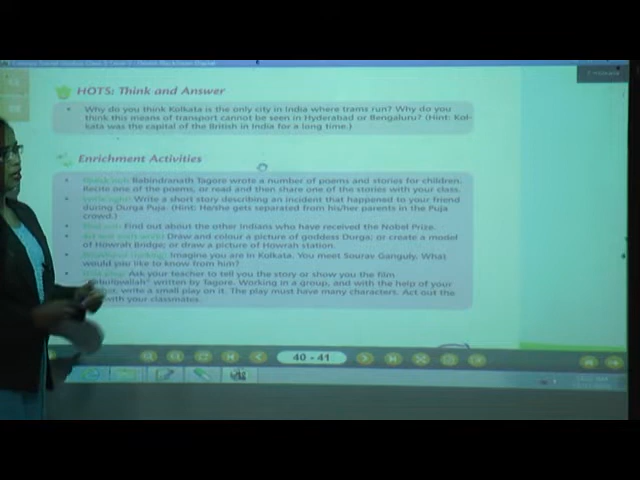 HOTS: Think and Answer
• Why do you think Kolkata is the only city in India where trams run? Why do you
think this means of transport cannot be seen in Hyderabad or Bengaluru? (Hint: Kol-
kata was the capital of the British in India for a long time.)
Enrichment Activities
• Rabindranath Tagore wrote a number of poems and stories for children.
Recite one of the poems, or read and then share one of the stories with your class.
• Write a short story describing an incident that happened to your friend
during Durga Puja. (Hint: He/she gets separated from his/her parents in the Puja
crowd.)
• Find out about the other Indians who have received the Nobel Prize.
• Draw and colour a picture of goddess Durga; or create a model
of Howrah Bridge; or draw a picture of Howrah station.
• Imagine you are in Kolkata. You meet Sourav Ganguly. What
would you like to know from him?
• Ask your teacher to tell you the story or show you the film
written by Tagore. Working in a group, and with the help of your
write a small play on it. The play must have many characters. Act out the
with your classmates.
40 - 41